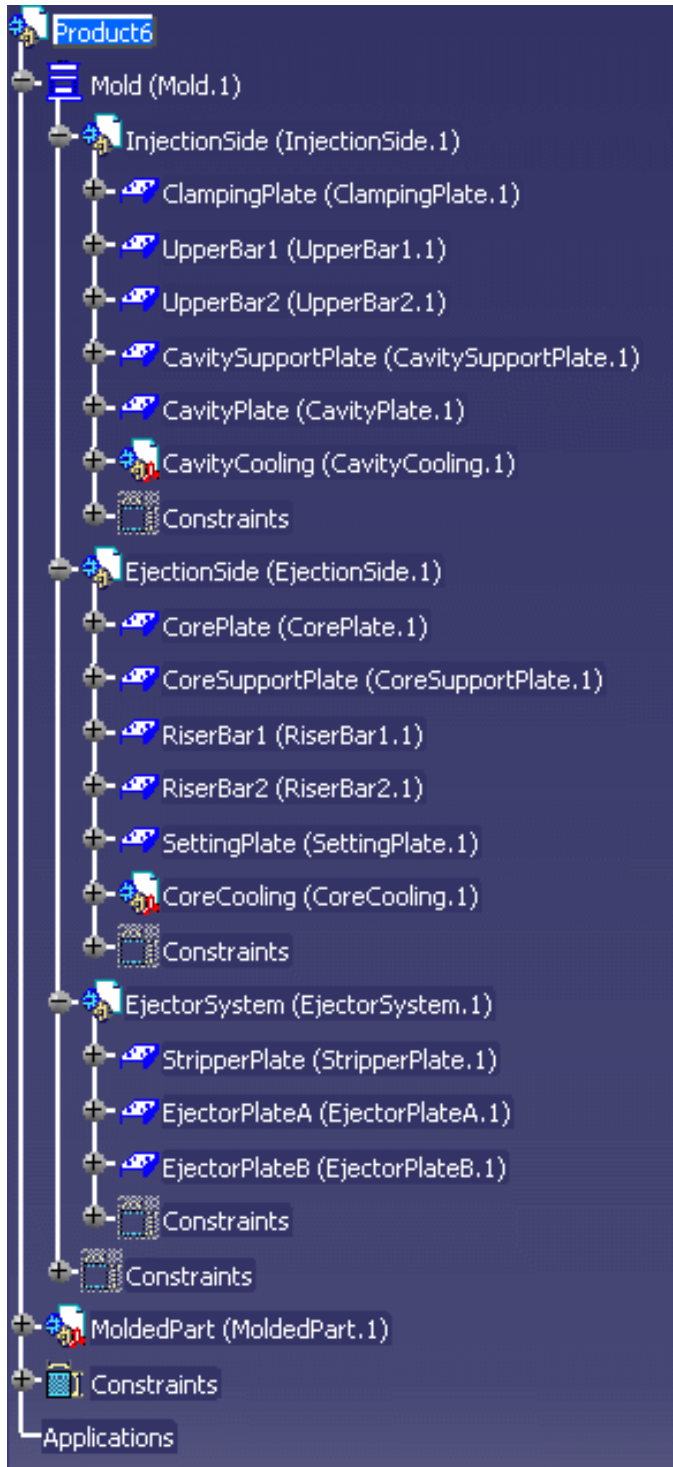 Product6
Mold (Mold.1)
InjectionSide (InjectionSide.1)
ClampingPlate (ClampingPlate.1)
UpperBar1 (UpperBar1.1)
UpperBar2 (UpperBar2.1)
CavitySupportPlate (CavitySupportPlate.1)
CavityPlate (CavityPlate.1)
CavityCooling (CavityCooling.1)
Constraints
EjectionSide (EjectionSide.1)
CorePlate (CorePlate.1)
CoreSupportPlate (CoreSupportPlate.1)
RiserBar1 (RiserBar1.1)
RiserBar2 (RiserBar2.1)
SettingPlate (SettingPlate.1)
CoreCooling (CoreCooling.1)
Constraints
EjectorSystem (EjectorSystem.1)
StripperPlate (StripperPlate.1)
EjectorPlateA (EjectorPlateA.1)
EjectorPlateB (EjectorPlateB.1)
Constraints
Constraints
MoldedPart (MoldedPart.1)
Constraints
Applications